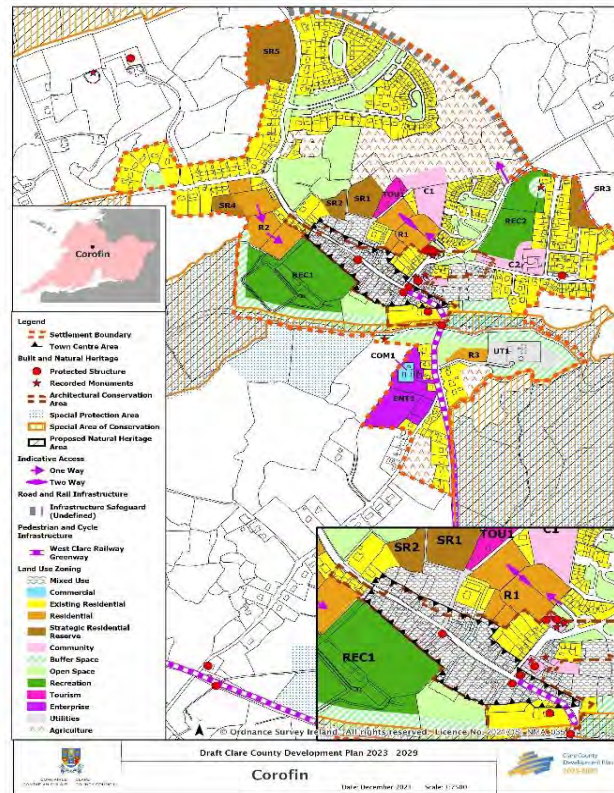 SR5
SR3
SR4
SR2
SR1
TOU1
C1
REC2
R2
R1
C2
REC1
Corofin
COM1
R3
UT1
ENT1
Legend
Settlement Boundary
Town Centre Area
Built and Natural Heritage
Protected Structure
Recorded Monuments
Architectural Conservation
Area
Special Protection Area
Special Area of Conservation
Proposed Natural Heritage
Area
Indicative Access
One Way
Two Way
Road and Rail Infrastructure
Infrastructure Safeguard
(Undefined)
Pedestrian and Cycle
Infrastructure
West Clare Railway
Greenway
Land Use Zoning
Mixed Use
Commercial
Existing Residential
Residential
Strategic Residential
Reserve
Community
Buffer Space
Open Space
Recreation
Tourism
Enterprise
Utilities
Agriculture
SR2
SR1
TOU1
C1
R1
REC1
© Ordnance Survey Ireland. All rights reserved. Licence No.
Draft Clare County Development Plan 2023 2029
Corofin
Date: December 2021 Scale: 1:7500
Clare County
Development Plan
2023-2029